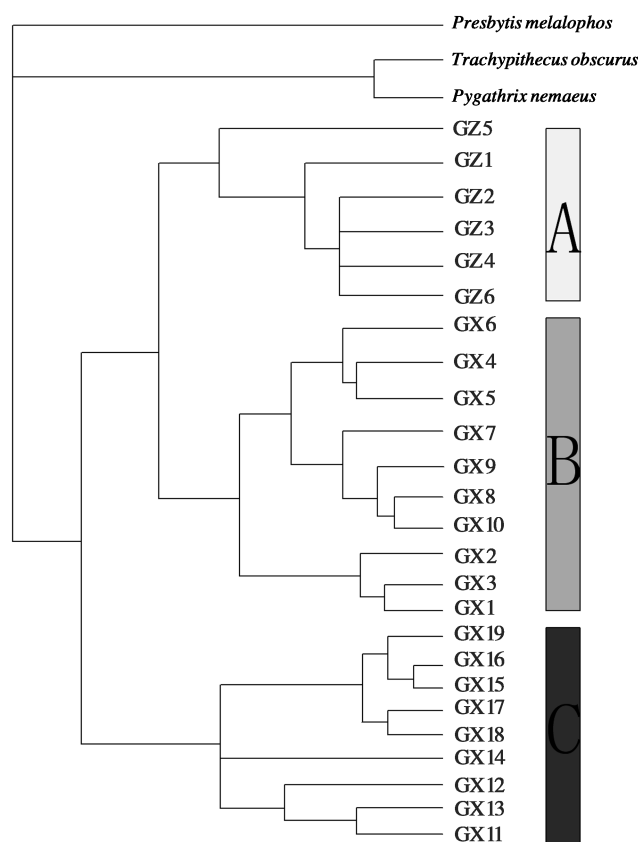 Presbytis melalophos
Trachypithecus obscurus
Pygathrix nemaeus
GZ5
GZ1
GZ2
GZ3
GZ4
GZ6
A
GX6
GX4
GX5
GX7
GX9
GX8
GX10
GX2
GX3
GX1
B
GX19
GX16
GX15
GX17
GX18
GX14
GX12
GX13
GX11
C